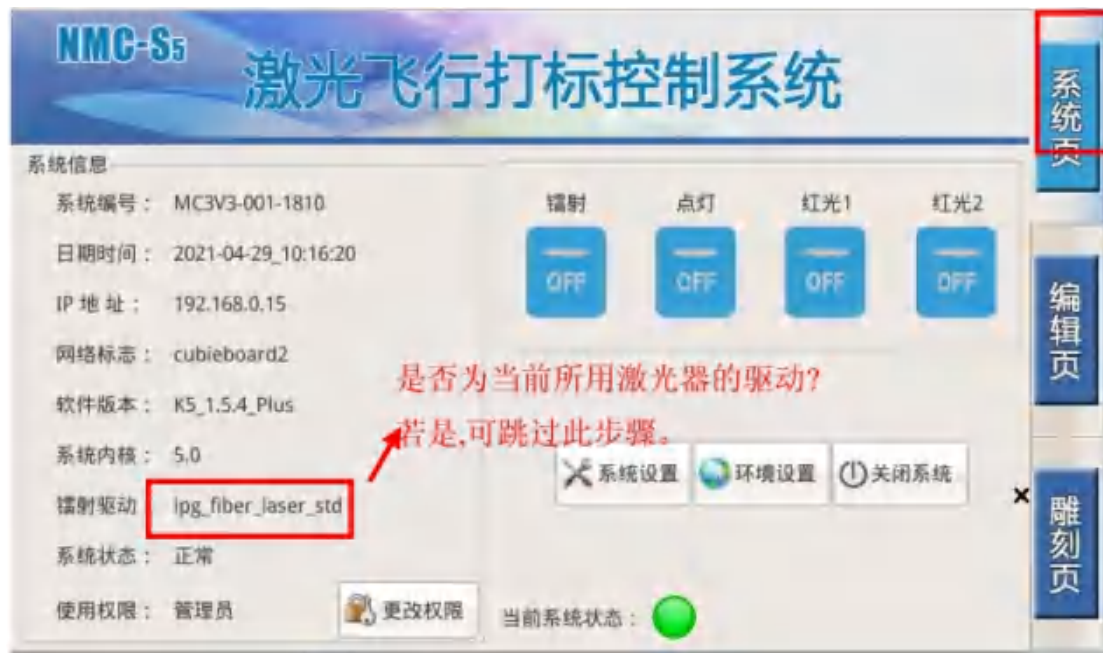 NMC-S5
激光飞行打标控制系统
系统页
系统信息
系统编号： MC3V3-001-1810
日期时间： 2021-04-29_10:16:20
IP 地 址： 192.168.0.15
网络标志： cubieboard2
软件版本： K5_1.5.4_Plus
系统内核： 5.0
镭射驱动 ipg_fiber_laser_std
系统状态： 正常
使用权限： 管理员
更改权限
镭射 点灯 红光1 红光2
OFF OFF OFF OFF
是否为当前所用激光器的驱动?
若是,可跳过此步骤。
系统设置 环境设置 关闭系统
当前系统状态：
编辑页
雕刻页